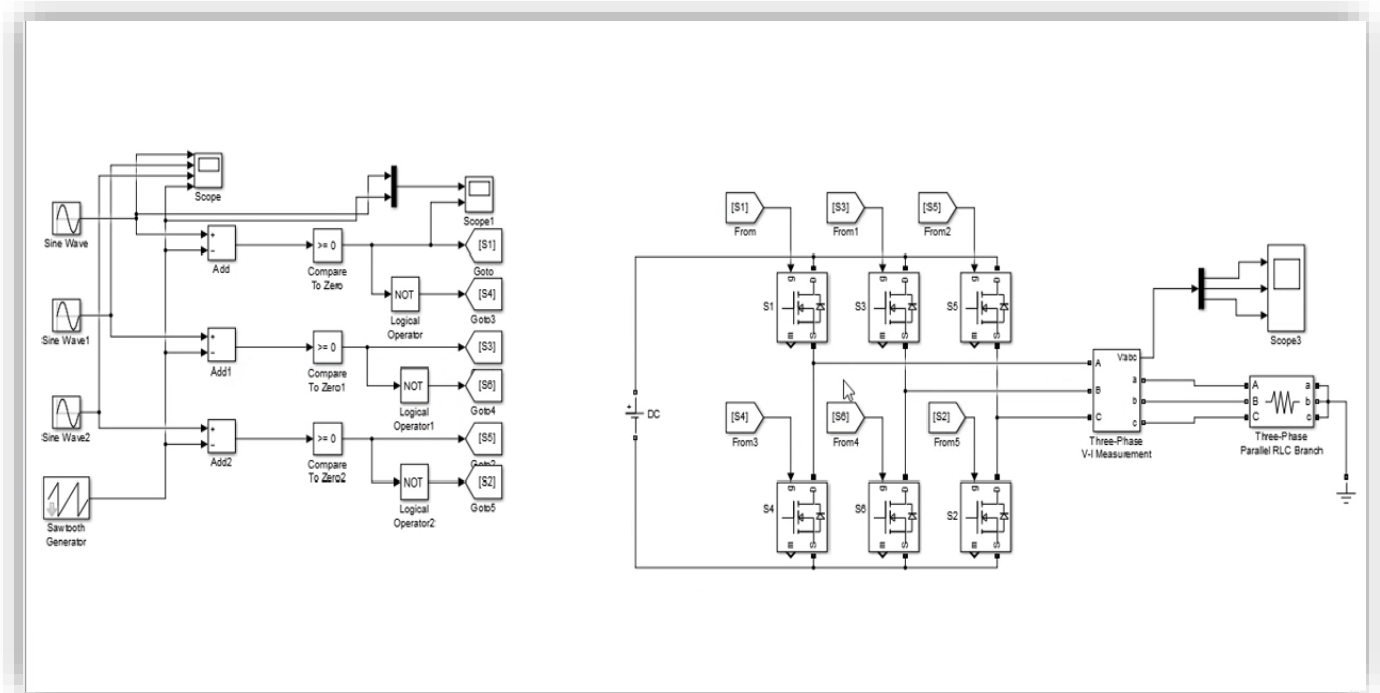 Scope
Sine Wave
+
-
Add
>= 0
Compare
To Zero
Scope1
[S1]
Goto
NOT
Logical
Operator
[S4]
Goto3
Sine Wave1
+
-
Add1
>= 0
Compare
To Zero1
[S3]
NOT
Logical
Operator1
[S6]
Goto4
Sine Wave2
+
-
Add2
>= 0
Compare
To Zero2
[S5]
Goto2
NOT
Logical
Operator2
[S2]
Goto5
Sawtooth
Generator
[S1]
From
[S3]
From1
[S5]
From2
g D
S1
m S
g D
S3
m S
g D
S5
m S
+
DC
[S4]
From3
[S6]
From4
[S2]
From5
g D
S4
m S
g D
S6
m S
g D
S2
m S
Vabc
A
a
B
b
C
c
Three-Phase
V-I Measurement
Scope3
A a
B b
C c
Three-Phase
Parallel RLC Branch